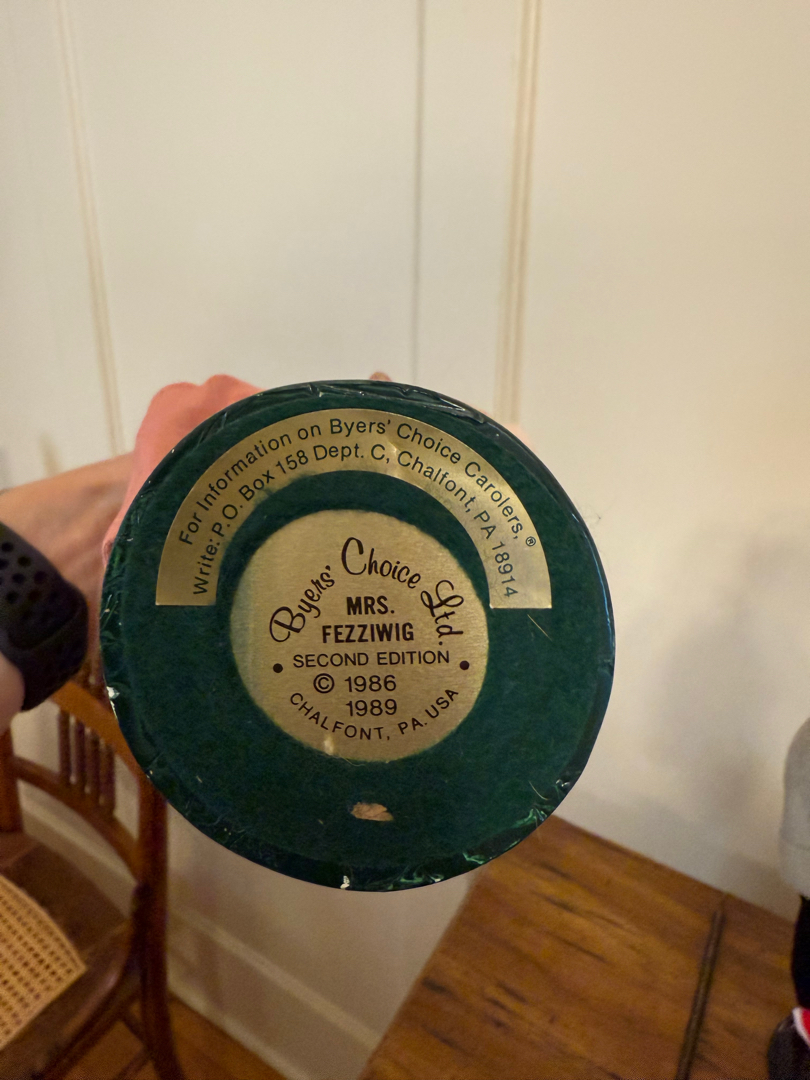 For Information on Byers' Choice Carolers,®
Write: P.O. Box 158 Dept. C, Chalfont, PA 18914
Byers' Choice Ltd.
MRS.
FEZZIWIG
• SECOND EDITION •
© 1986
1989
CHALFONT, PA. USA